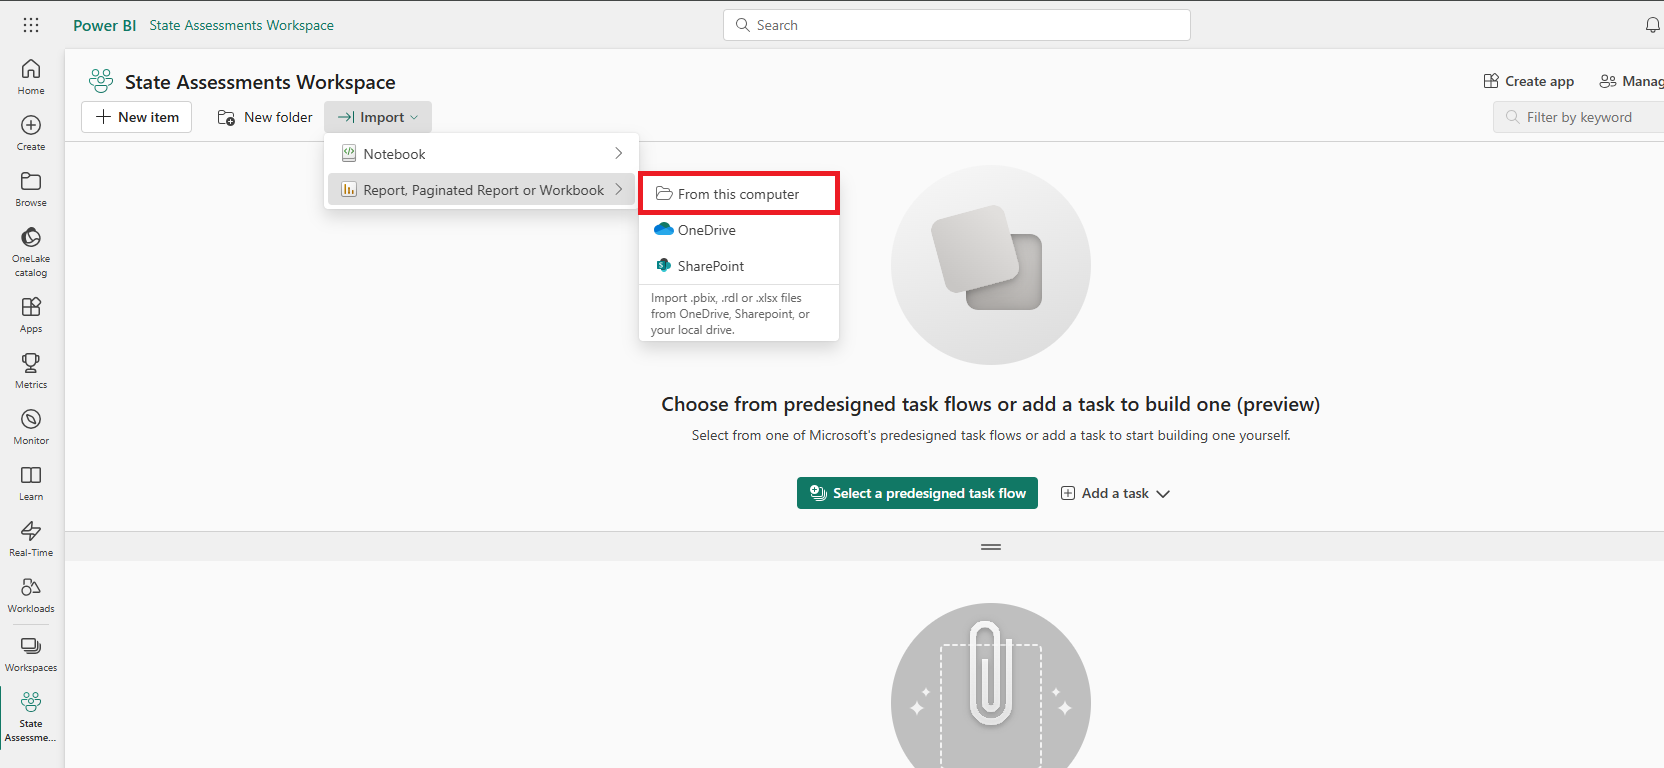 Power BI State Assessments Workspace
Search
Home
Create
Browse
OneLake
catalog
Apps
Metrics
Monitor
Learn
Real-Time
Workloads
Workspaces
State
Assessme...
State Assessments Workspace
Create app
Manag
New item
New folder
Import
Filter by keyword
Notebook
Report, Paginated Report or Workbook
From this computer
OneDrive
SharePoint
Import .pbix, .rdl or .xlsx files
from OneDrive, Sharepoint, or
your local drive.
Choose from predesigned task flows or add a task to build one (preview)
Select from one of Microsoft's predesigned task flows or add a task to start building one yourself.
Select a predesigned task flow
Add a task